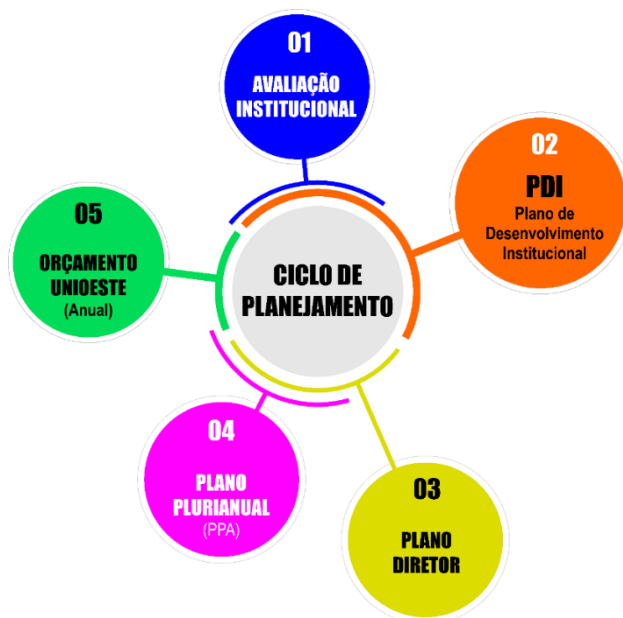 01
AVALIAÇÃO
INSTITUCIONAL
02
PDI
Plano de
Desenvolvimento
Institucional
05
ORÇAMENTO
UNIOESTE
(Anual)
CICLO DE
PLANEJAMENTO
04
PLANO
PLURIANUAL
(PPA)
03
PLANO
DIRETOR